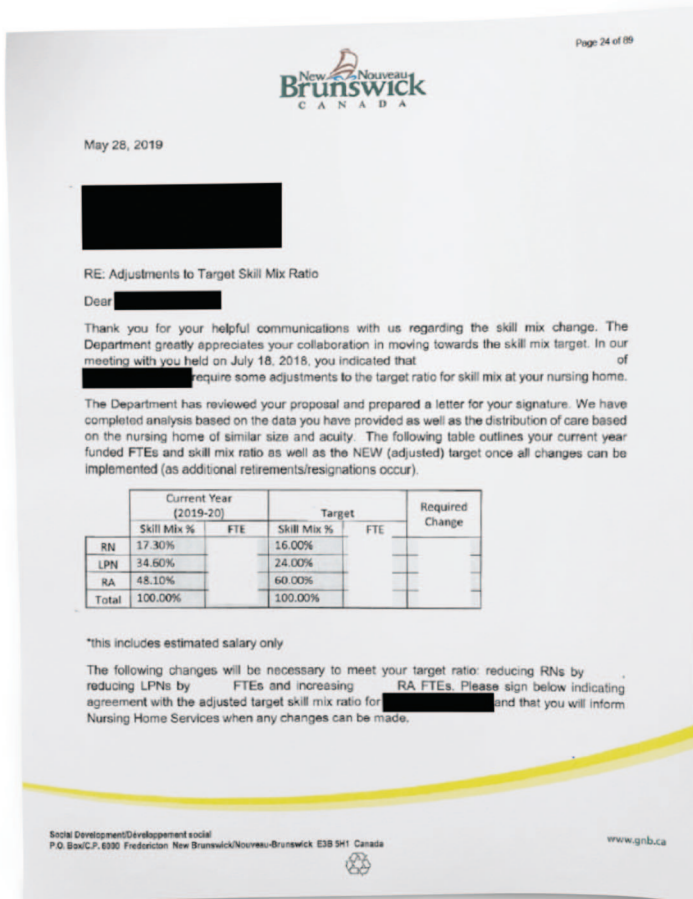 Page 24 of 89
New Nouveau
Brunswick
CANADA
May 28, 2019
RE: Adjustments to Target Skill Mix Ratio
Dear
Thank you for your helpful communications with us regarding the skill mix change. The
Department greatly appreciates your collaboration in moving towards the skill mix target. In our
meeting with you held on July 18, 2018, you indicated that of
require some adjustments to the target ratio for skill mix at your nursing home.
The Department has reviewed your proposal and prepared a letter for your signature. We have
completed analysis based on the data you have provided as well as the distribution of care based
on the nursing home of similar size and acuity. The following table outlines your current year
funded FTEs and skill mix ratio as well as the NEW (adjusted) target once all changes can be
implemented (as additional retirements/resignations occur).
Current Year
(2019-20) Target Required
Change
Skill Mix % FTE Skill Mix % FTE
RN 17.30% 16.00%
LPN 34.60% 24.00%
RA 48.10% 60.00%
Total 100.00% 100.00%
*this includes estimated salary only
The following changes will be necessary to meet your target ratio: reducing RNs by ,
reducing LPNs by FTEs and increasing RA FTEs. Please sign below indicating
agreement with the adjusted target skill mix ratio for and that you will inform
Nursing Home Services when any changes can be made.
Social Development/Développement social
P.O. Box/C.P. 6000 Fredericton New Brunswick/Nouveau-Brunswick E3B 5H1 Canada
www.gnb.ca